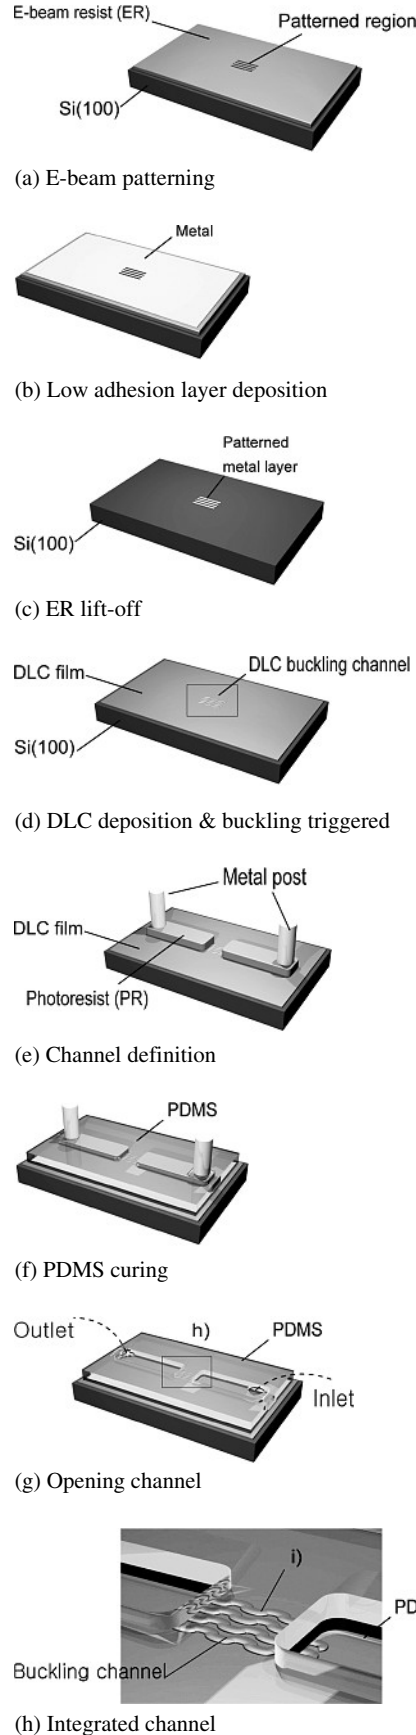 E-beam resist (ER)
Patterned region
Si(100)
(a) E-beam patterning
Metal
(b) Low adhesion layer deposition
Patterned
metal layer
Si(100)
(c) ER lift-off
DLC film
DLC buckling channel
Si(100)
(d) DLC deposition & buckling triggered
Metal post
DLC film
Photoresist (PR)
(e) Channel definition
PDMS
(f) PDMS curing
h)
PDMS
Outlet
Inlet
(g) Opening channel
i)
PD
Buckling channel
(h) Integrated channel